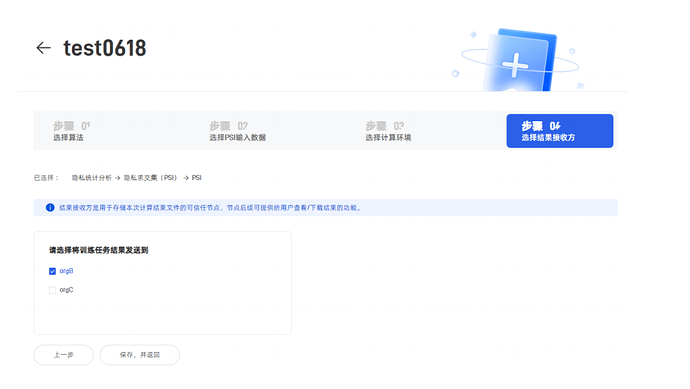 test0618
步骤 01
选择算法
步骤 02
选择PSI输入数据
步骤 03
选择计算环境
步骤 04
选择结果接收方
已选择： 隐私统计分析 → 隐私求交集（PSI） → PSI
结果接收方是用于存储本次计算结果文件的可信任节点，节点后续可提供给用户查看/下载结果的功能。
请选择将训练任务结果发送到
orgB
orgC
上一步
保存，并返回